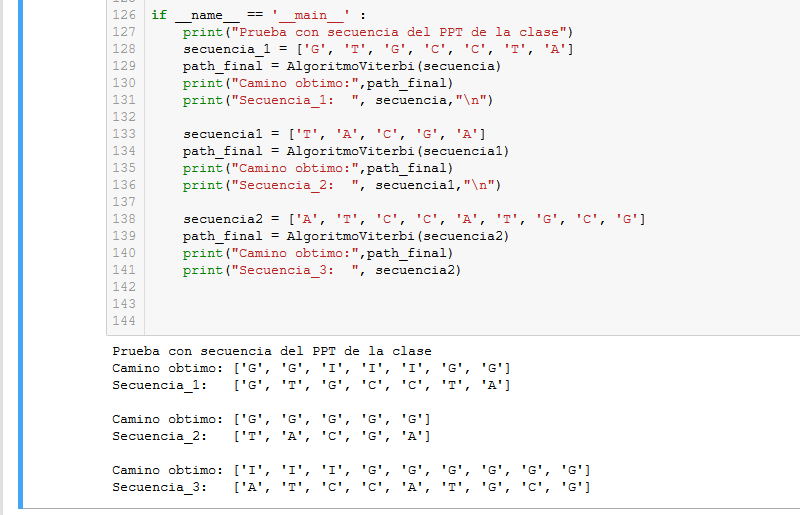 126 if __name__ == '__main__' :
127     print("Prueba con secuencia del PPT de la clase")
128     secuencia_1 = ['G', 'T', 'G', 'C', 'C', 'T', 'A']
129     path_final = AlgoritmoViterbi(secuencia)
130     print("Camino obtimo:",path_final)
131     print("Secuencia_1:  ", secuencia,"\n")
132
133     secuencia1 = ['T', 'A', 'C', 'G', 'A']
134     path_final = AlgoritmoViterbi(secuencia1)
135     print("Camino obtimo:",path_final)
136     print("Secuencia_2:  ", secuencia1,"\n")
137
138     secuencia2 = ['A', 'T', 'C', 'C', 'A', 'T', 'G', 'C', 'G']
139     path_final = AlgoritmoViterbi(secuencia2)
140     print("Camino obtimo:",path_final)
141     print("Secuencia_3:  ", secuencia2)
142
143
144
Prueba con secuencia del PPT de la clase
Camino obtimo: ['G', 'G', 'I', 'I', 'I', 'G', 'G']
Secuencia_1:   ['G', 'T', 'G', 'C', 'C', 'T', 'A']

Camino obtimo: ['G', 'G', 'G', 'G', 'G']
Secuencia_2:   ['T', 'A', 'C', 'G', 'A']

Camino obtimo: ['I', 'I', 'I', 'G', 'G', 'G', 'G', 'G', 'G']
Secuencia_3:   ['A', 'T', 'C', 'C', 'A', 'T', 'G', 'C', 'G']